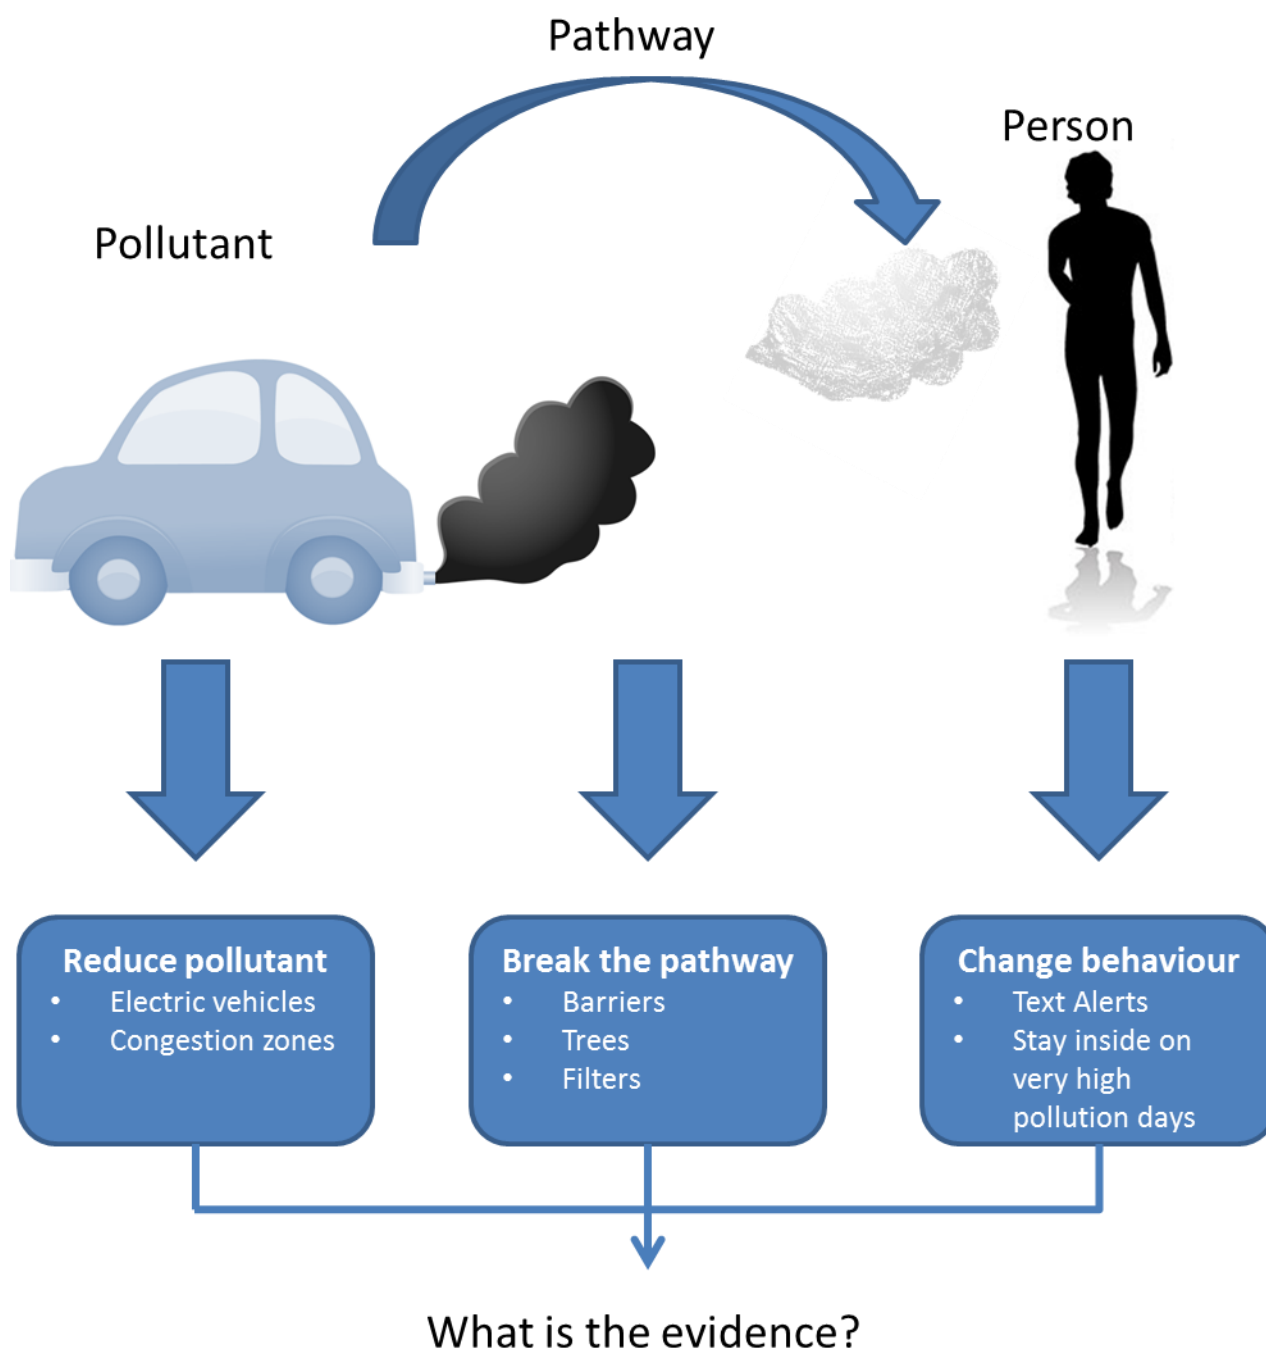 Pathway
Person
Pollutant
Reduce pollutant
• Electric vehicles
• Congestion zones
Break the pathway
• Barriers
• Trees
• Filters
Change behaviour
• Text Alerts
• Stay inside on
very high
pollution days
What is the evidence?